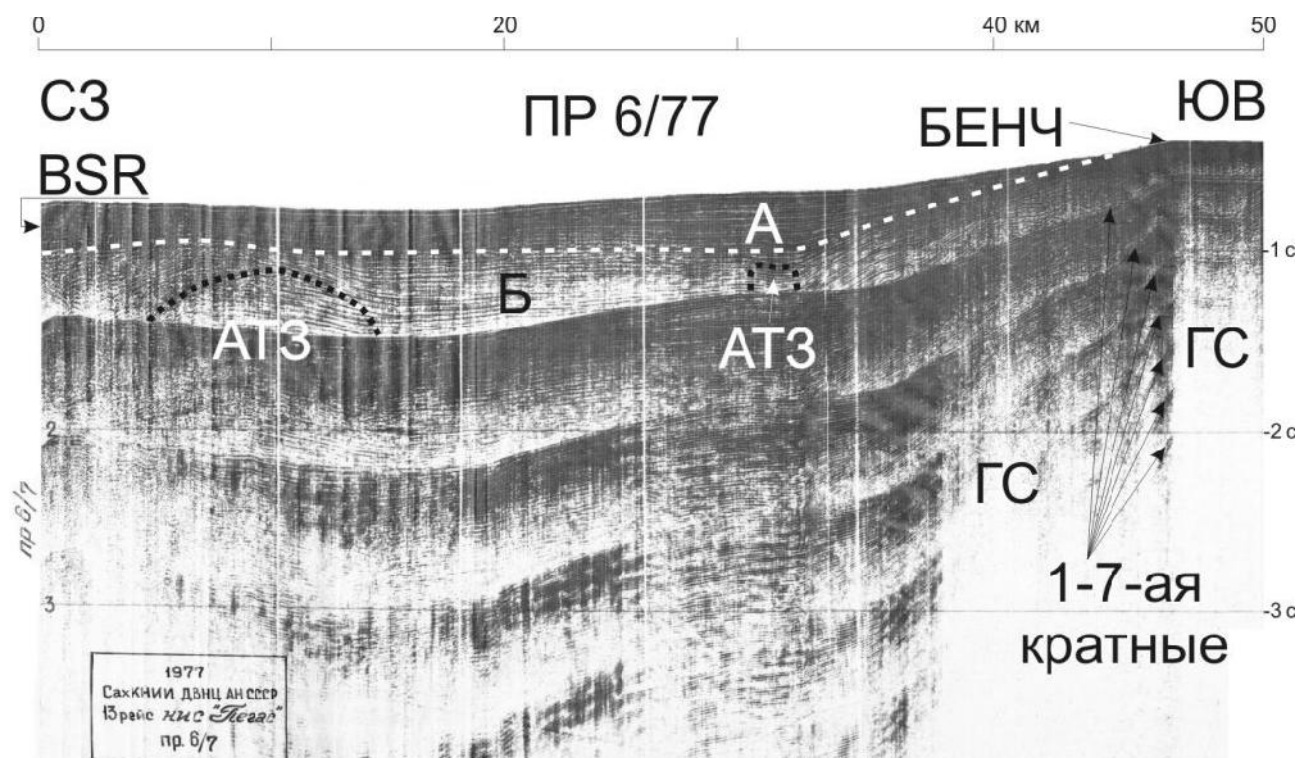 0
20
40 км
50
СЗ
ПР 6/77
БЕНЧ
ЮВ
BSR
А
1 с
Б
АТЗ
АТЗ
ГС
2
2 с
пр 6/7
ГС
3
1-7-ая
3 с
кратные
1977
СахКНИИ ДВНЦ АН СССР
13 рейс НИС "Пегас"
пр. 6/7